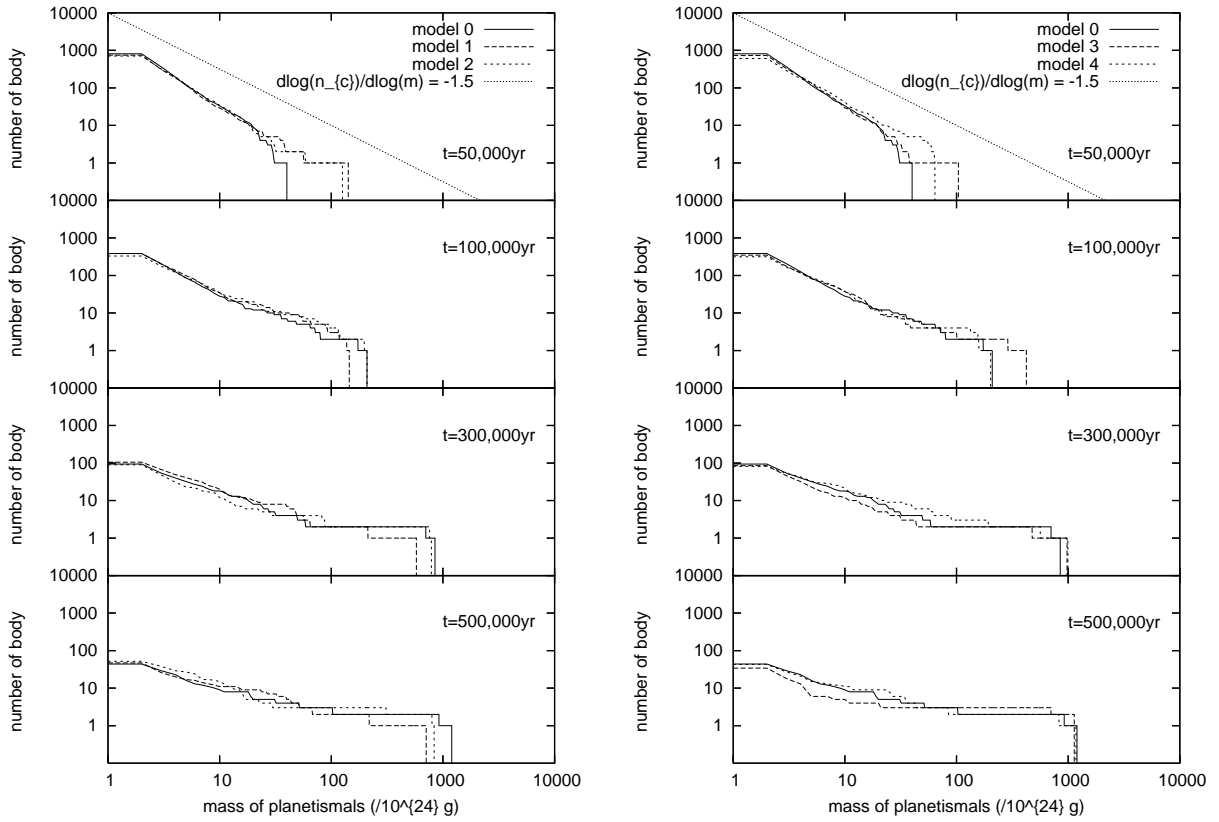 10000
model 0
model 1
model 2
dlog(n_{c})/dlog(m) = -1.5
1000
100
10
1
number of body
t=50,000yr
10000
1000
100
10
1
number of body
t=100,000yr
10000
1000
100
10
1
number of body
t=300,000yr
10000
1000
100
10
1
number of body
t=500,000yr
1 10 100 1000 10000
mass of planetismals (/10^{24} g)
10000
model 0
model 3
model 4
dlog(n_{c})/dlog(m) = -1.5
1000
100
10
1
number of body
t=50,000yr
10000
1000
100
10
1
number of body
t=100,000yr
10000
1000
100
10
1
number of body
t=300,000yr
10000
1000
100
10
1
number of body
t=500,000yr
1 10 100 1000 10000
mass of planetismals (/10^{24} g)